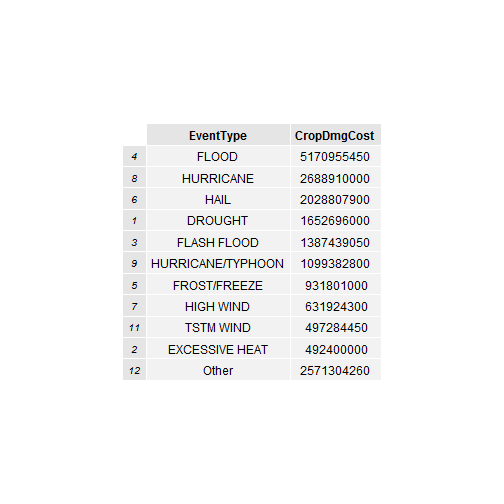 EventType CropDmgCost
4 FLOOD 5170955450
8 HURRICANE 2688910000
6 HAIL 2028807900
1 DROUGHT 1652696000
3 FLASH FLOOD 1387439050
9 HURRICANE/TYPHOON 1099382800
5 FROST/FREEZE 931801000
7 HIGH WIND 631924300
11 TSTM WIND 497284450
2 EXCESSIVE HEAT 492400000
12 Other 2571304260